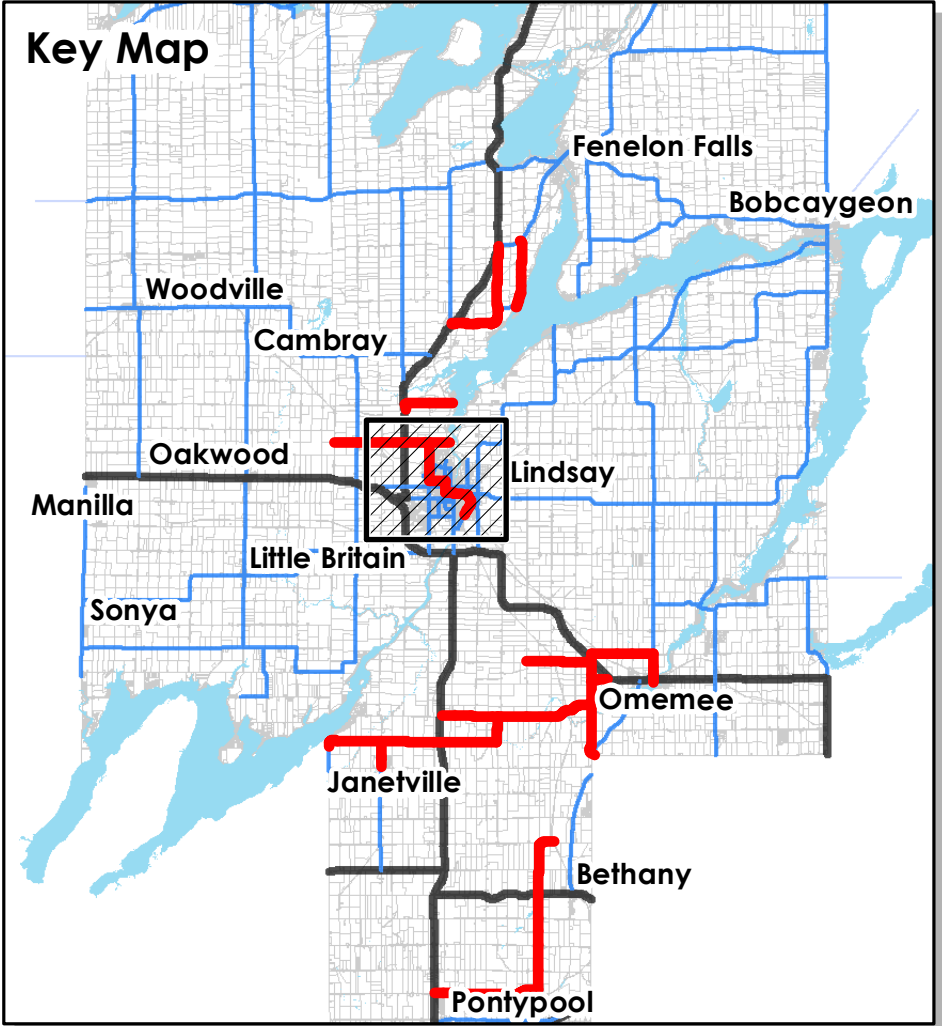 Key Map
Fenelon Falls
Bobcaygeon
Woodville
Cambray
Oakwood
Lindsay
Manilla
Little Britain
Sonya
Omemee
Janetville
Bethany
Pontypool